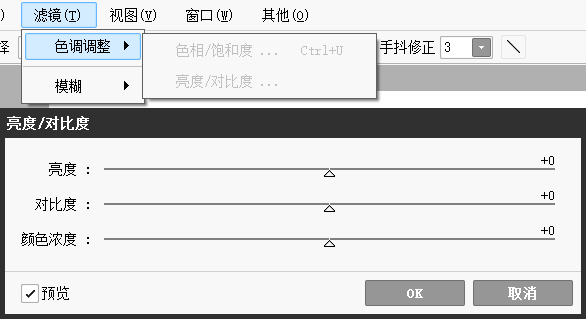 ) 滤镜(T) 视图(V) 窗口(W) 其他(O)
择 色调调整 色相/饱和度 ... Ctrl+U 手抖修正 3
模糊 亮度/对比度 ...
亮度/对比度
亮度 : +0
对比度 : +0
颜色浓度 : +0
预览 OK 取消